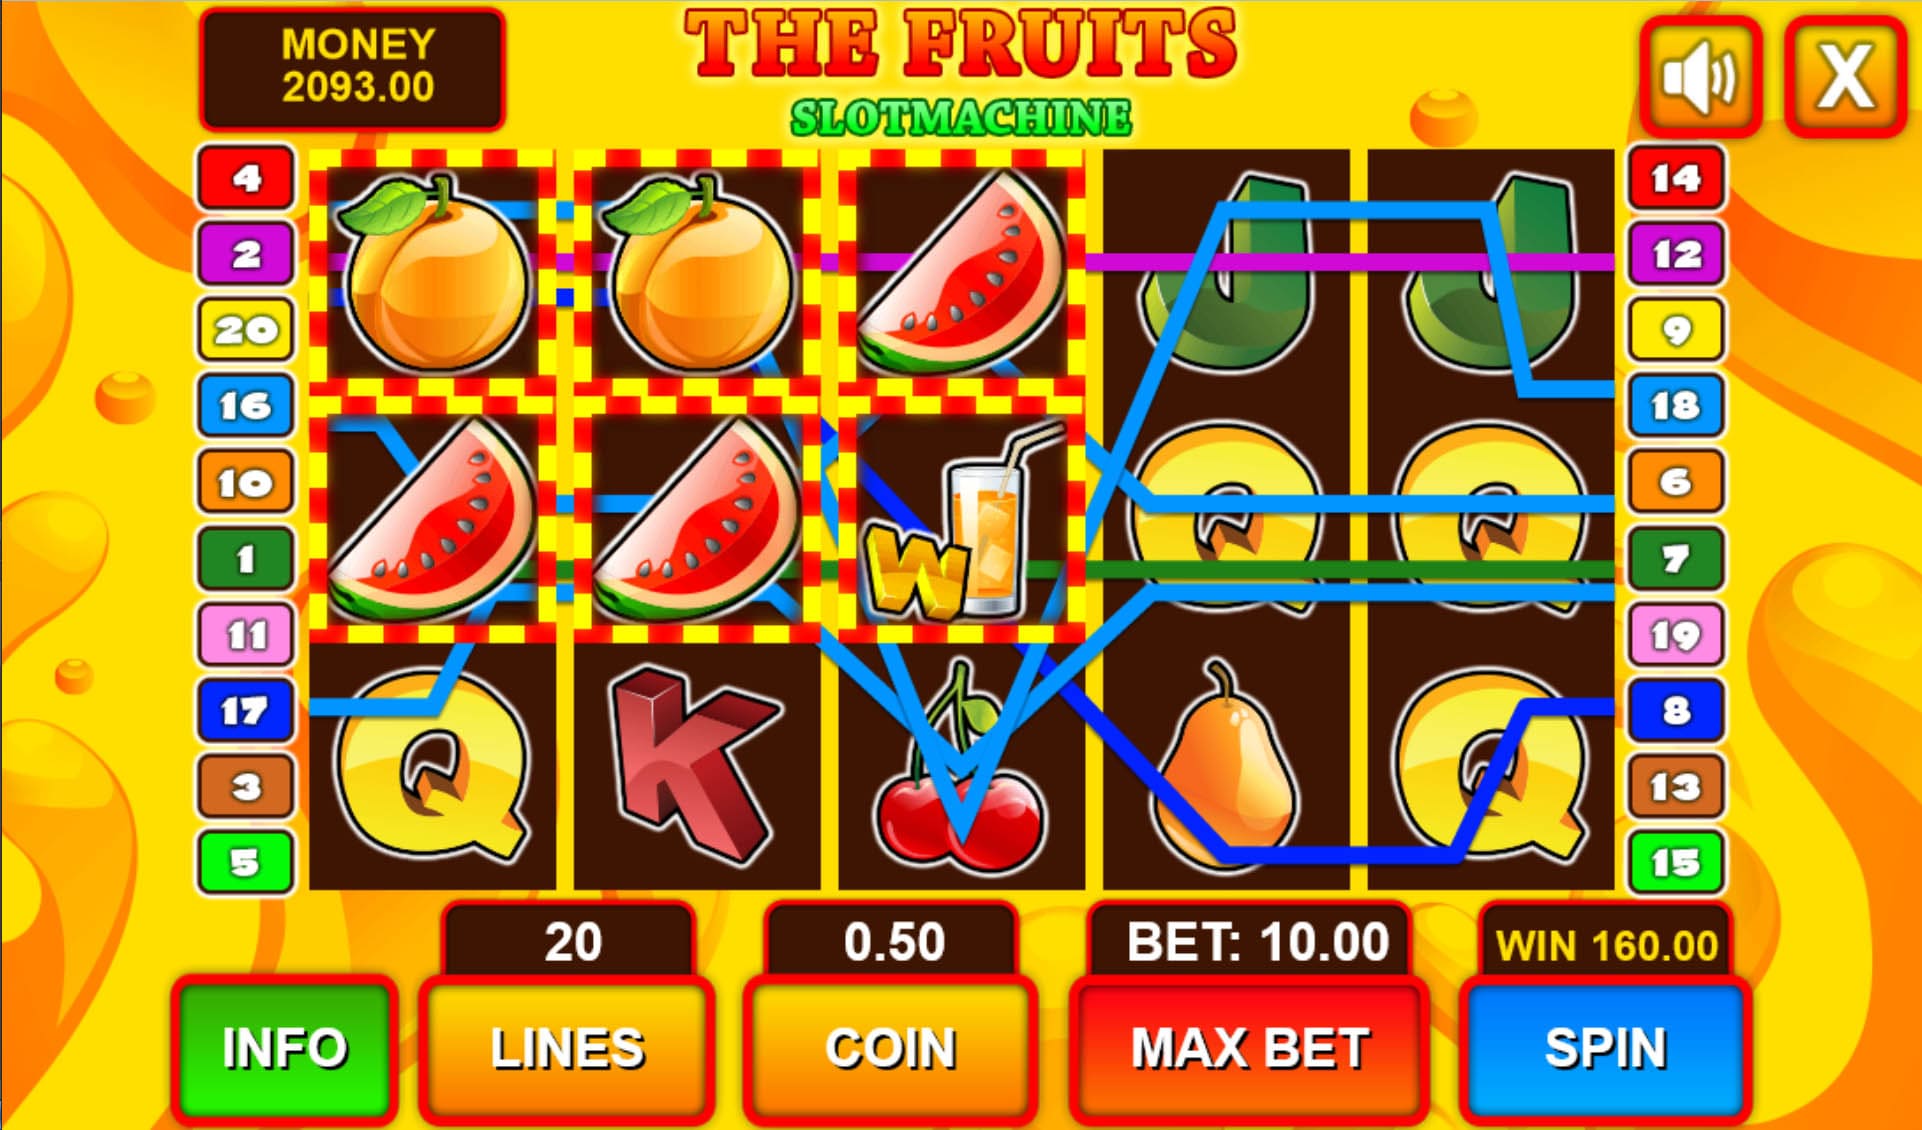 MONEY
2093.00
THE FRUITS
SLOTMACHINE
X
4
2
20
16
10
1
11
17
3
5
J
J
W
Q
Q
Q
K
Q
14
12
9
18
6
7
19
8
13
15
20
0.50
BET: 10.00
WIN 160.00
INFO
LINES
COIN
MAX BET
SPIN